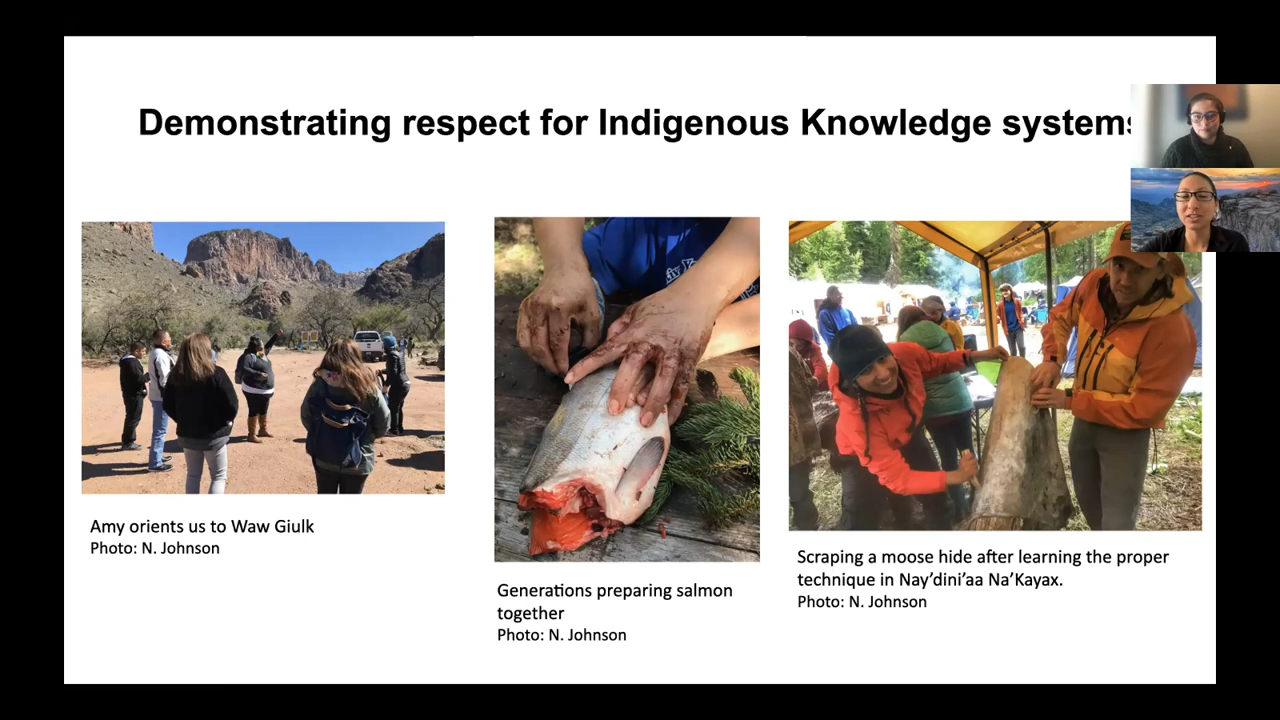 Demonstrating respect for Indigenous Knowledge systems
Amy orients us to Waw Giulk
Photo: N. Johnson
Generations preparing salmon
together
Photo: N. Johnson
Scraping a moose hide after learning the proper
technique in Nay’dini’aa Na’Kayax.
Photo: N. Johnson